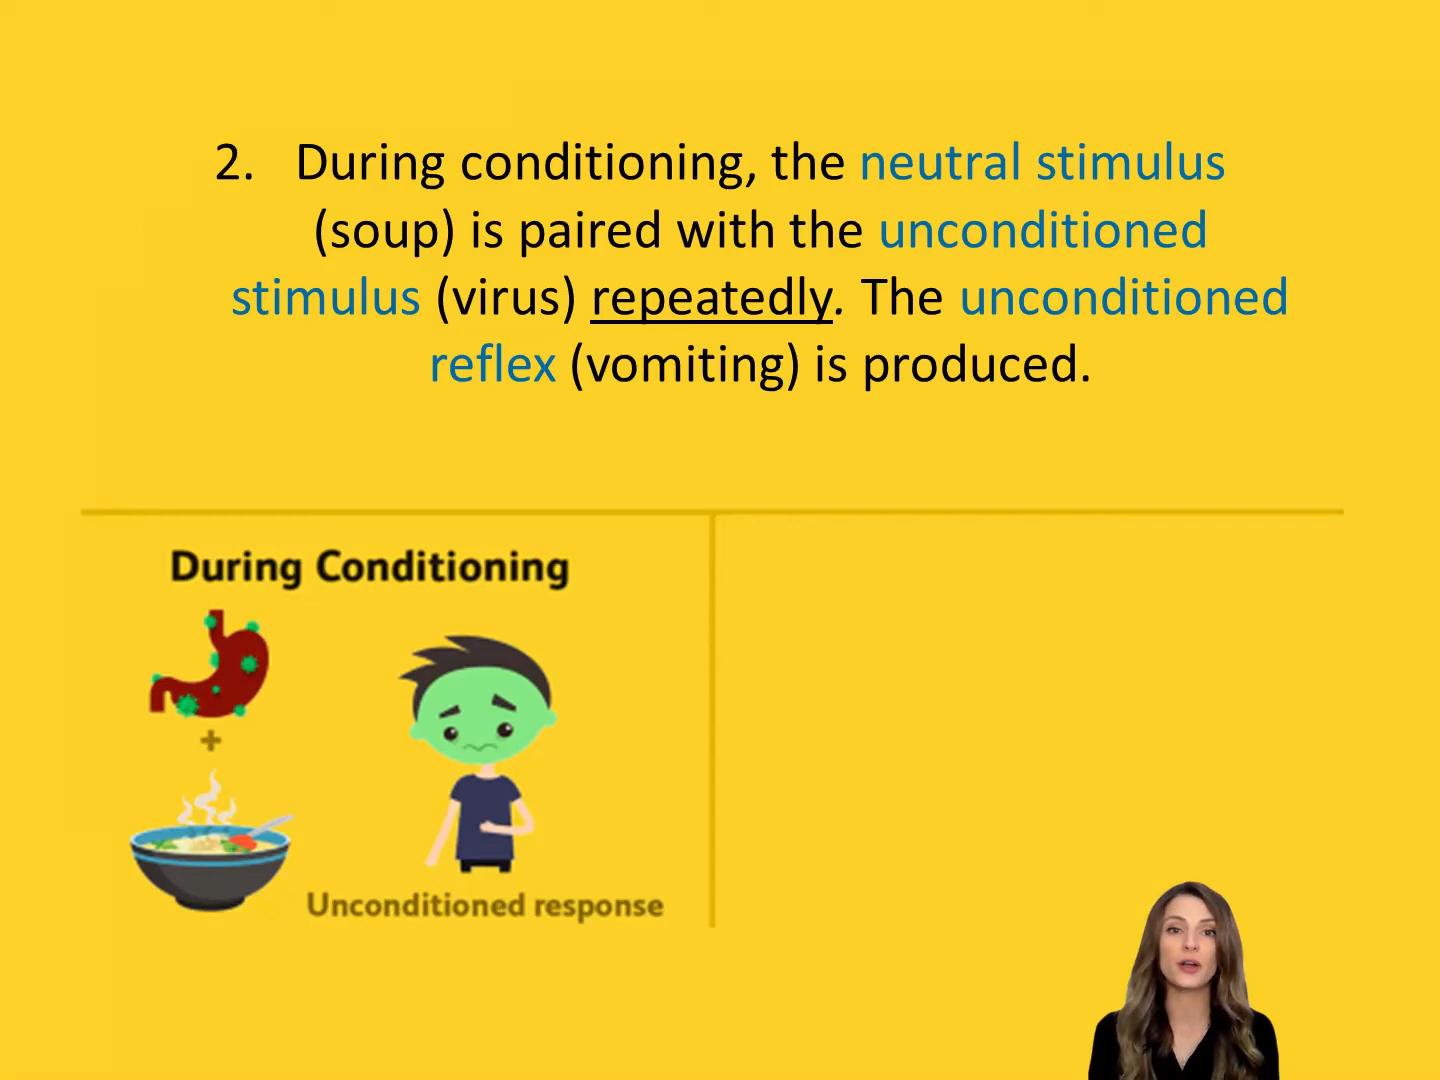 2. During conditioning, the neutral stimulus
(soup) is paired with the unconditioned
stimulus (virus) repeatedly. The unconditioned
reflex (vomiting) is produced.
During Conditioning
+
Unconditioned response